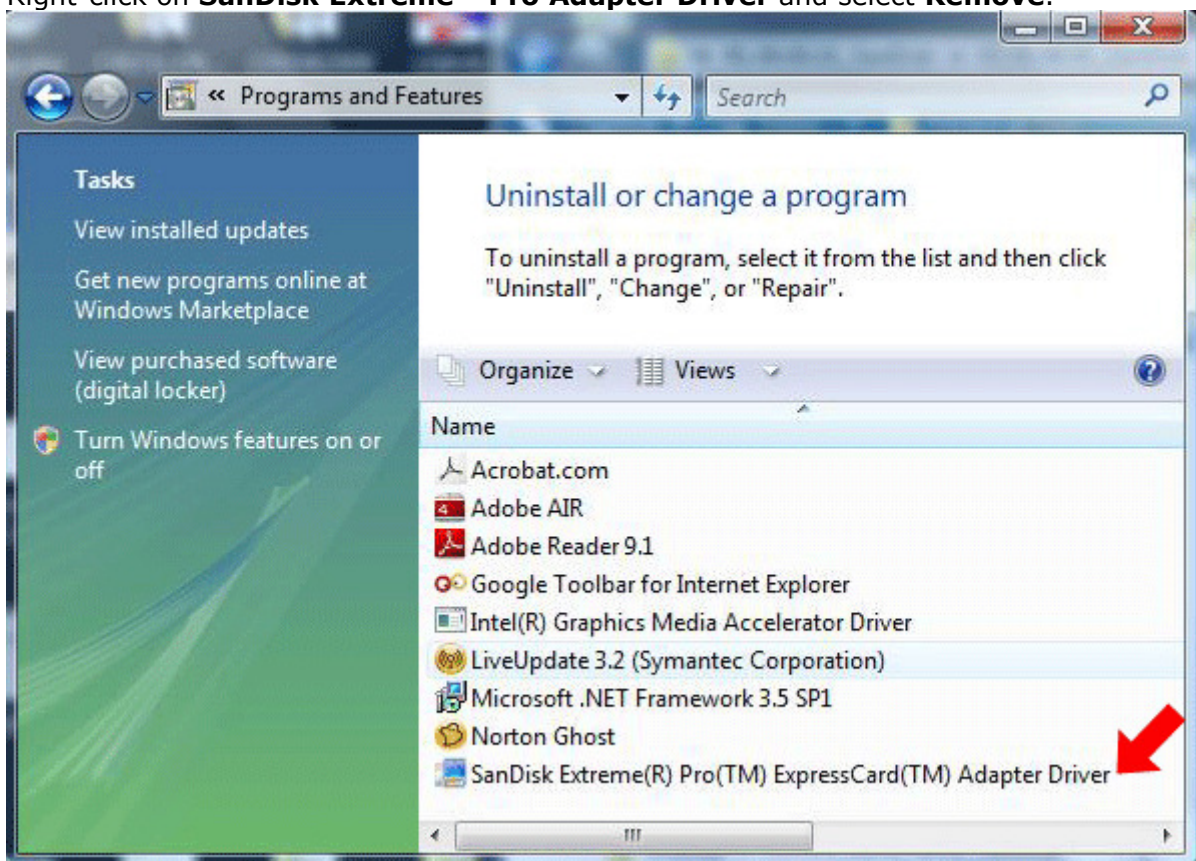 Right click on SanDisk Extreme Pro Adapter Driver and select Remove.
« Programs and Features
Search
Tasks
View installed updates
Get new programs online at
Windows Marketplace
View purchased software
(digital locker)
Turn Windows features on or
off
Uninstall or change a program
To uninstall a program, select it from the list and then click
"Uninstall", "Change", or "Repair".
Organize
Views
Name
Acrobat.com
Adobe AIR
Adobe Reader 9.1
Google Toolbar for Internet Explorer
Intel(R) Graphics Media Accelerator Driver
LiveUpdate 3.2 (Symantec Corporation)
Microsoft .NET Framework 3.5 SP1
Norton Ghost
SanDisk Extreme(R) Pro(TM) ExpressCard(TM) Adapter Driver